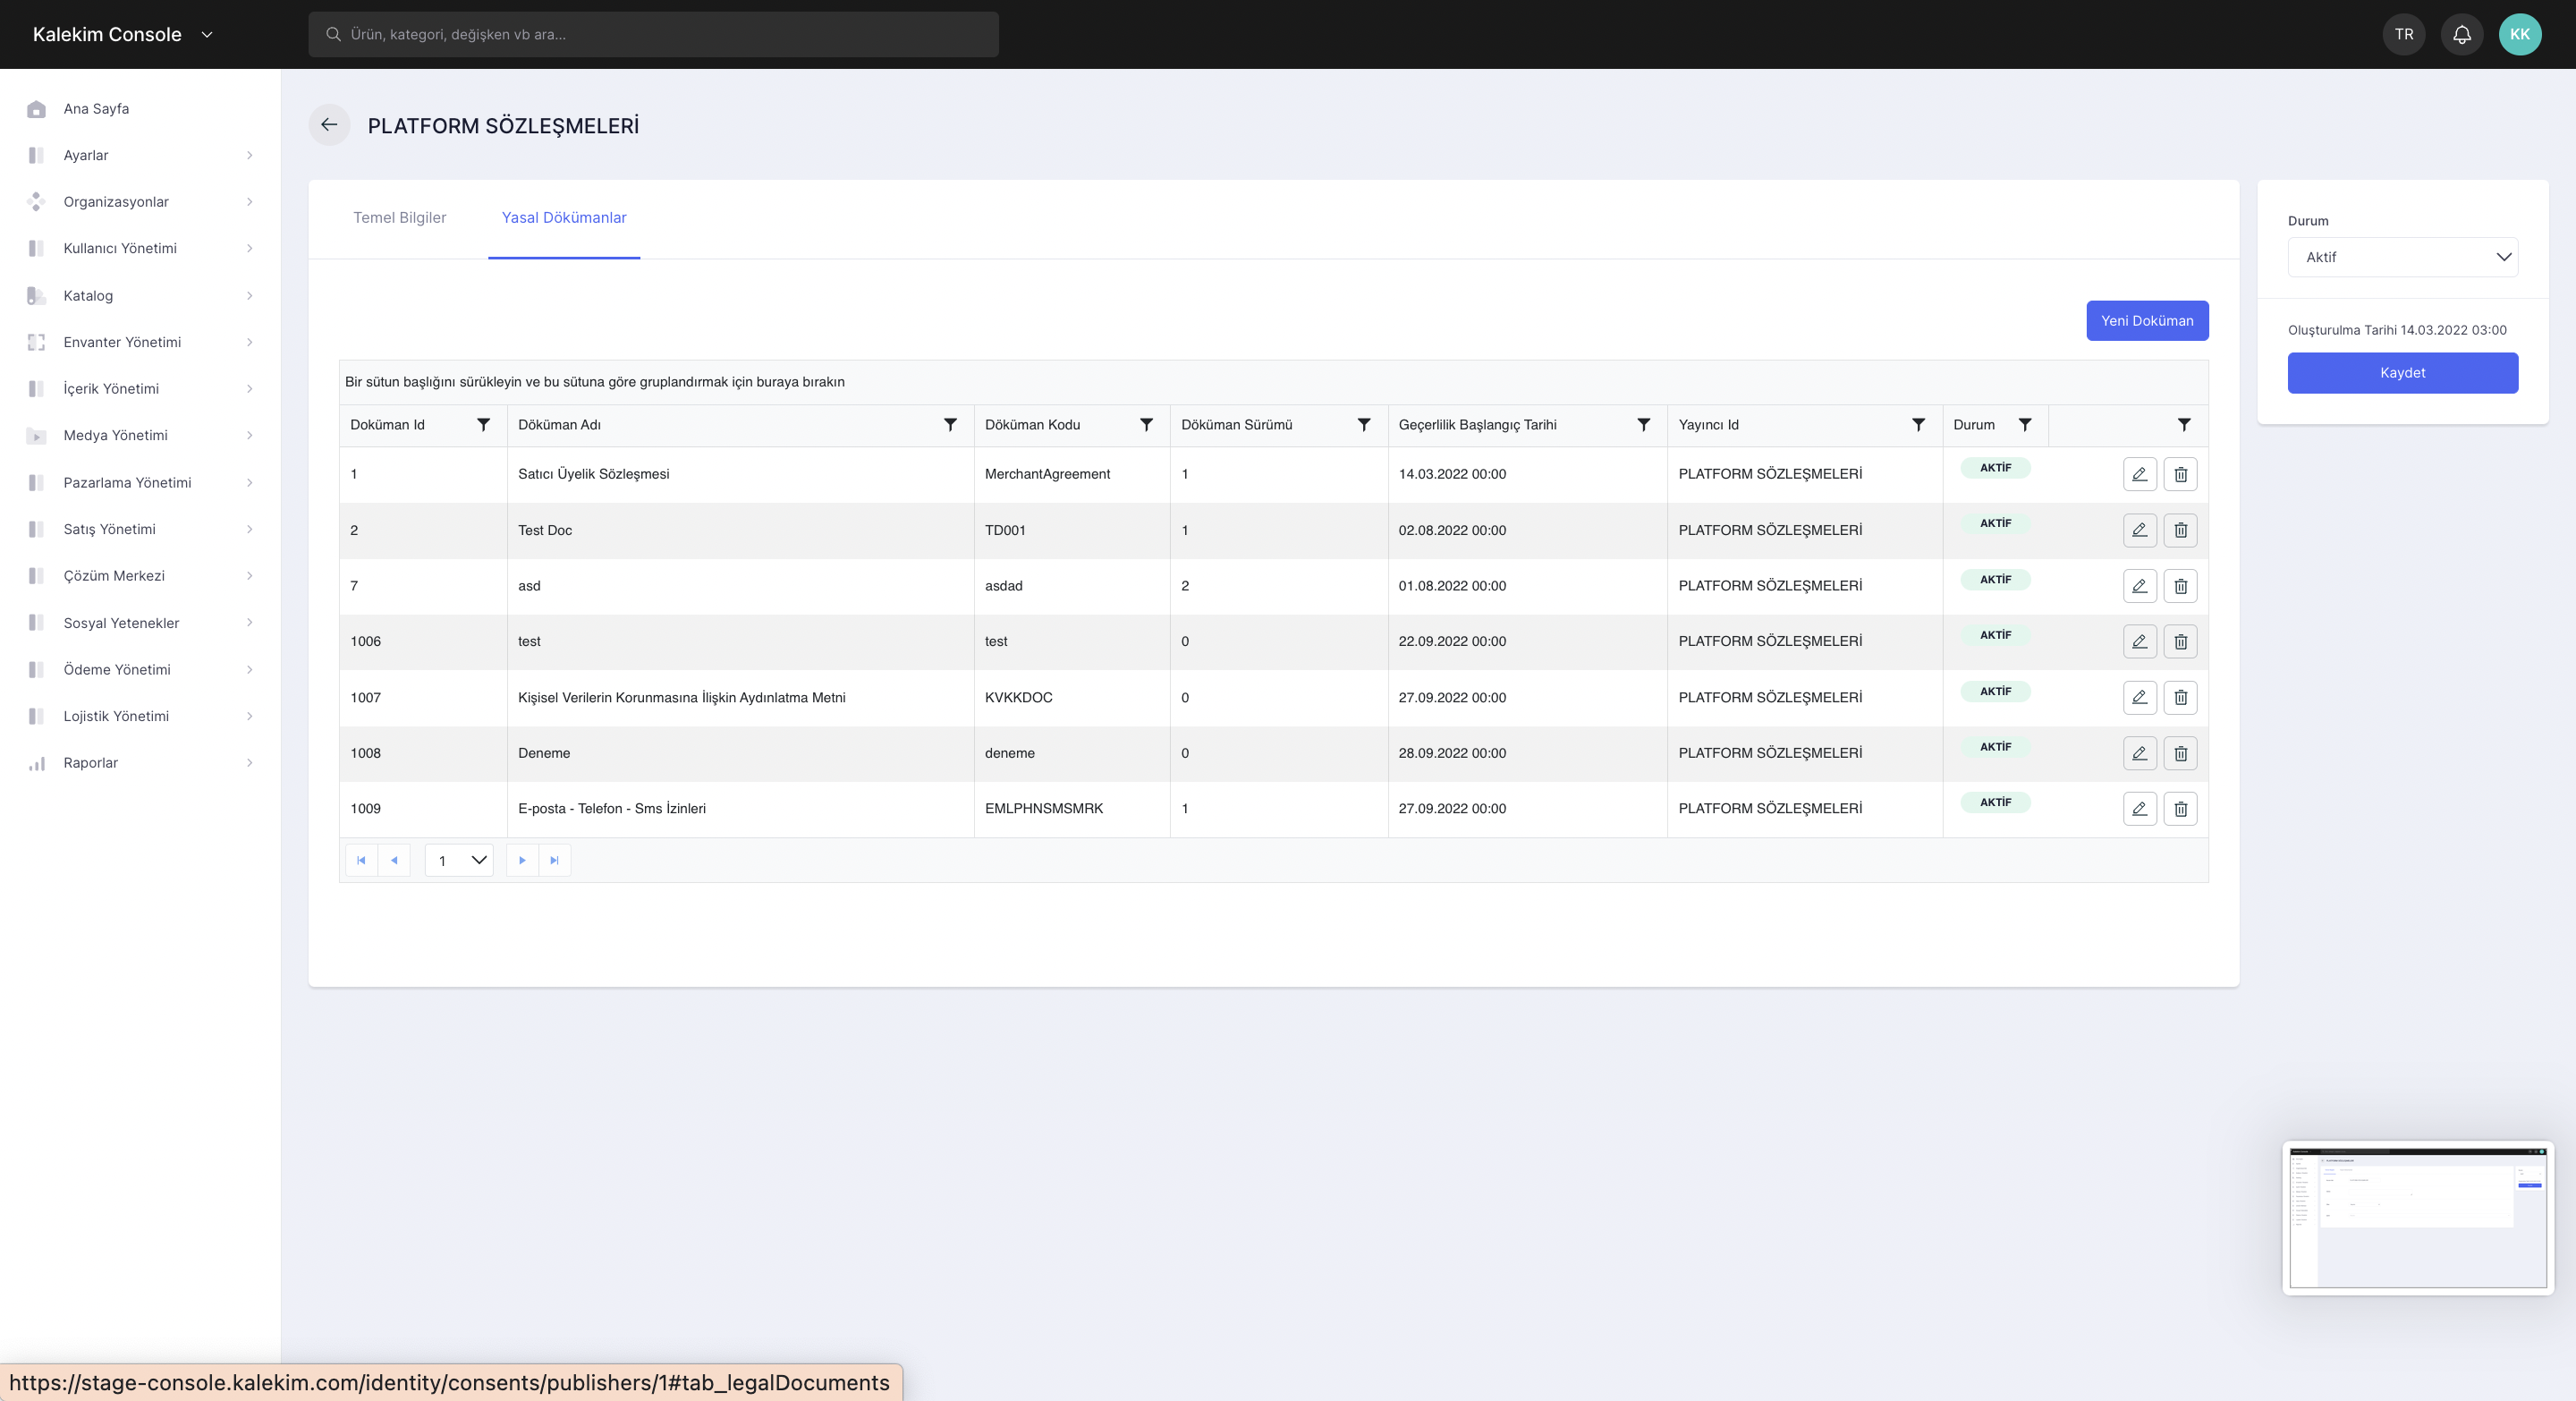 Kalekim Console
Ürün, kategori, değişken vb ara...
TR
KK
Ana Sayfa
Ayarlar
Organizasyonlar
Kullanıcı Yönetimi
Katalog
Envanter Yönetimi
İçerik Yönetimi
Medya Yönetimi
Pazarlama Yönetimi
Satış Yönetimi
Çözüm Merkezi
Sosyal Yetenekler
Ödeme Yönetimi
Lojistik Yönetimi
Raporlar
PLATFORM SÖZLEŞMELERİ
Temel Bilgiler Yasal Dökümanlar
Yeni Doküman
Bir sütun başlığını sürükleyin ve bu sütuna göre gruplandırmak için buraya bırakın
Doküman Id Döküman Adı Döküman Kodu Döküman Sürümü Geçerlilik Başlangıç Tarihi Yayıncı Id Durum
1 Satıcı Üyelik Sözleşmesi MerchantAgreement 1 14.03.2022 00:00 PLATFORM SÖZLEŞMELERİ AKTİF
2 Test Doc TD001 1 02.08.2022 00:00 PLATFORM SÖZLEŞMELERİ AKTİF
7 asd asdad 2 01.08.2022 00:00 PLATFORM SÖZLEŞMELERİ AKTİF
1006 test test 0 22.09.2022 00:00 PLATFORM SÖZLEŞMELERİ AKTİF
1007 Kişisel Verilerin Korunmasına İlişkin Aydınlatma Metni KVKKDOC 0 27.09.2022 00:00 PLATFORM SÖZLEŞMELERİ AKTİF
1008 Deneme deneme 0 28.09.2022 00:00 PLATFORM SÖZLEŞMELERİ AKTİF
1009 E-posta - Telefon - Sms İzinleri EMLPHNSMSMRK 1 27.09.2022 00:00 PLATFORM SÖZLEŞMELERİ AKTİF
1
Durum
Aktif
Oluşturulma Tarihi 14.03.2022 03:00
Kaydet
https://stage-console.kalekim.com/identity/consents/publishers/1#tab_legalDocuments